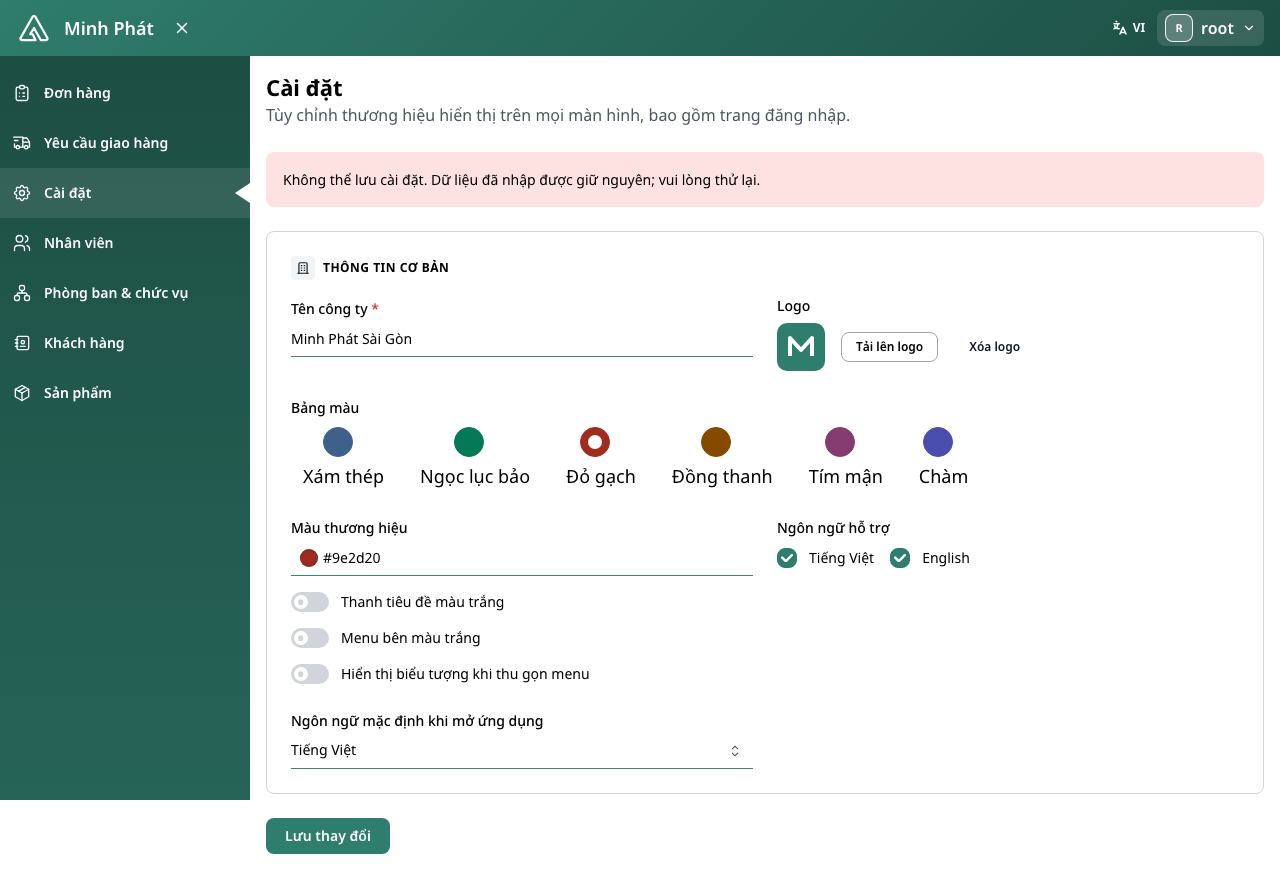 Minh Phát
VI
R
root
Đơn hàng
Yêu cầu giao hàng
Cài đặt
Nhân viên
Phòng ban & chức vụ
Khách hàng
Sản phẩm
Cài đặt
Tùy chỉnh thương hiệu hiển thị trên mọi màn hình, bao gồm trang đăng nhập.
Không thể lưu cài đặt. Dữ liệu đã nhập được giữ nguyên; vui lòng thử lại.
THÔNG TIN CƠ BẢN
Tên công ty *
Minh Phát Sài Gòn
Logo
M
Tải lên logo
Xóa logo
Bảng màu
Xám thép
Ngọc lục bảo
Đỏ gạch
Đồng thanh
Tím mận
Chàm
Màu thương hiệu
#9e2d20
Ngôn ngữ hỗ trợ
Tiếng Việt
English
Thanh tiêu đề màu trắng
Menu bên màu trắng
Hiển thị biểu tượng khi thu gọn menu
Ngôn ngữ mặc định khi mở ứng dụng
Tiếng Việt
Lưu thay đổi